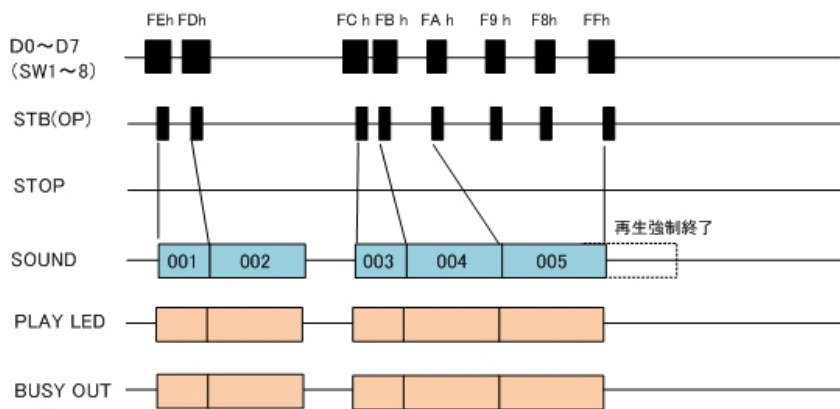 FEh FDh FC h FB h FA h F9 h F8h FFh
D0～D7
(SW1～8)
STB(OP)
STOP
再生強制終了
SOUND 001 002 003 004 005
PLAY LED
BUSY OUT